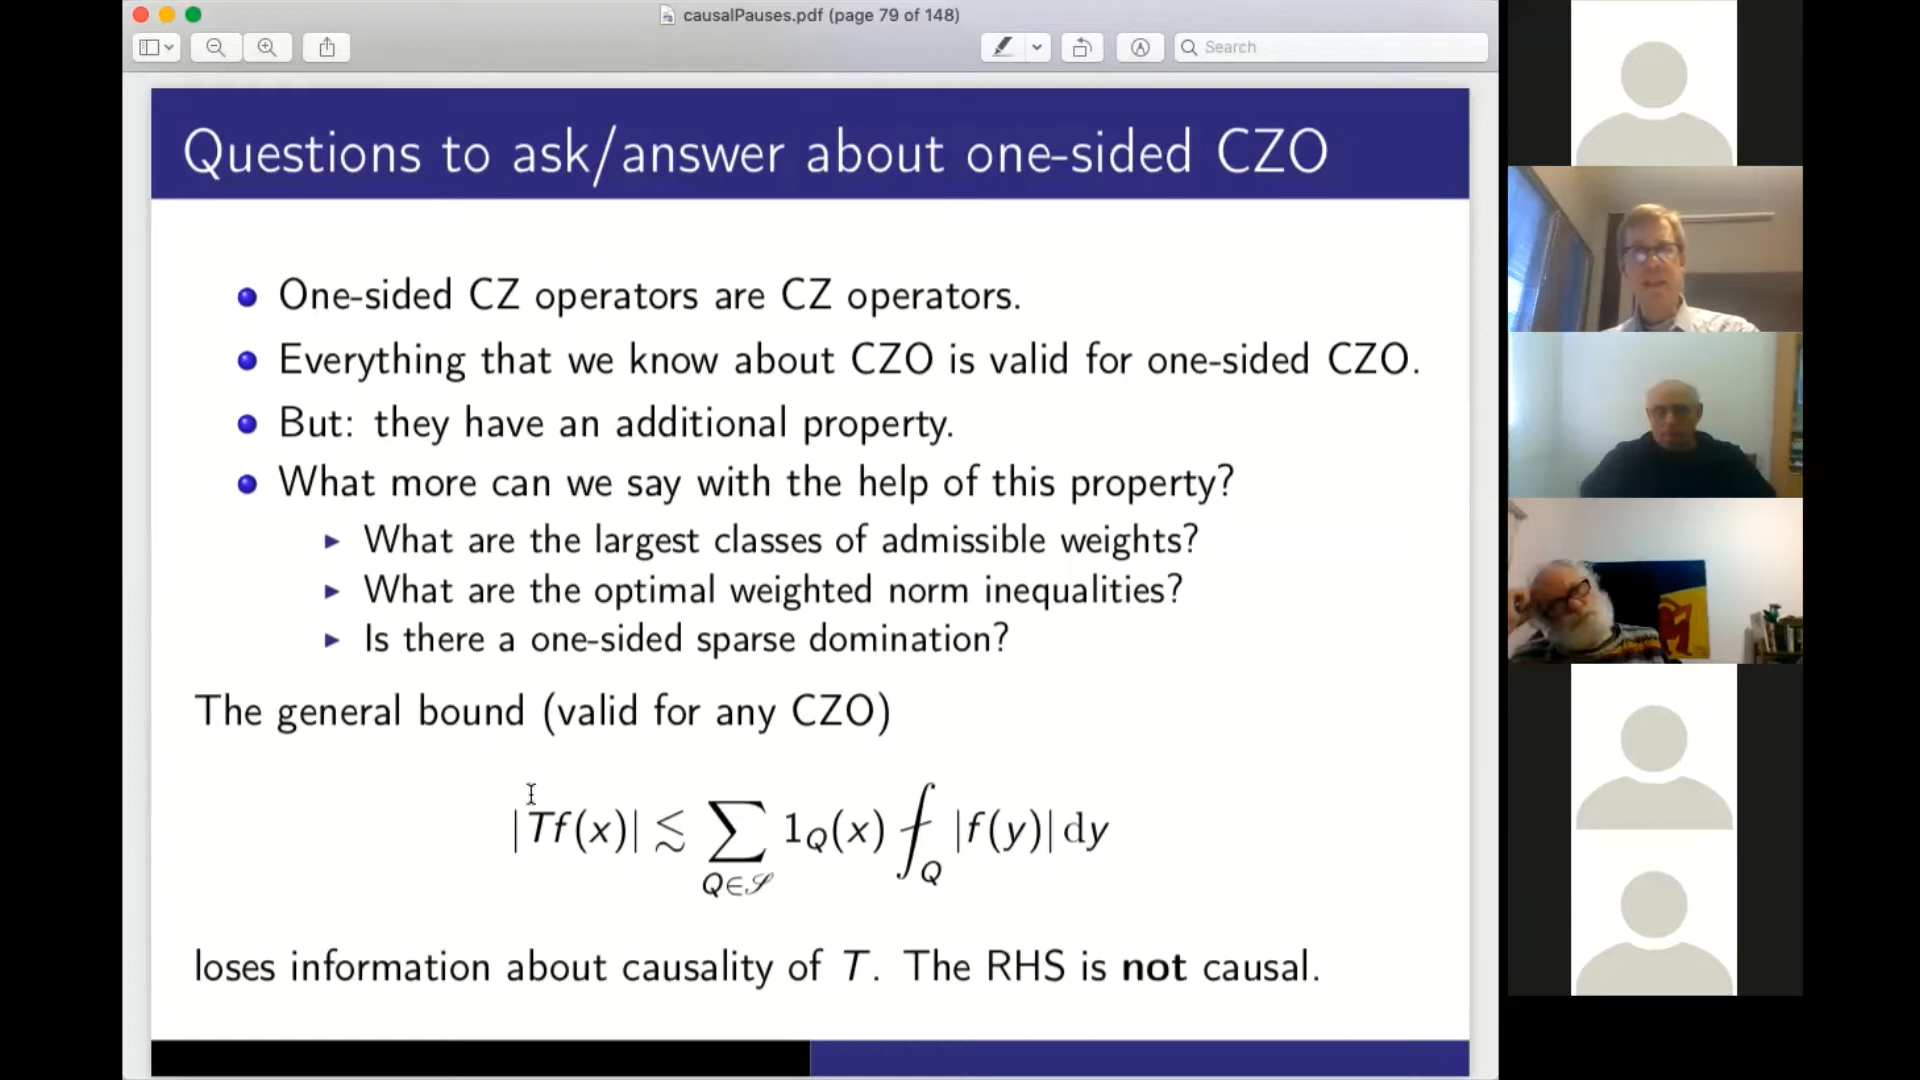 causalPauses.pdf (page 79 of 148)
Search
Questions to ask/answer about one-sided CZO
One-sided CZ operators are CZ operators.
Everything that we know about CZO is valid for one-sided CZO.
But: they have an additional property.
What more can we say with the help of this property?
What are the largest classes of admissible weights?
What are the optimal weighted norm inequalities?
Is there a one-sided sparse domination?
The general bound (valid for any CZO)
|Tf(x)| ≲ ∑_{Q∈𝒮} 1_Q(x) ⨍_Q |f(y)| dy
loses information about causality of T. The RHS is not causal.